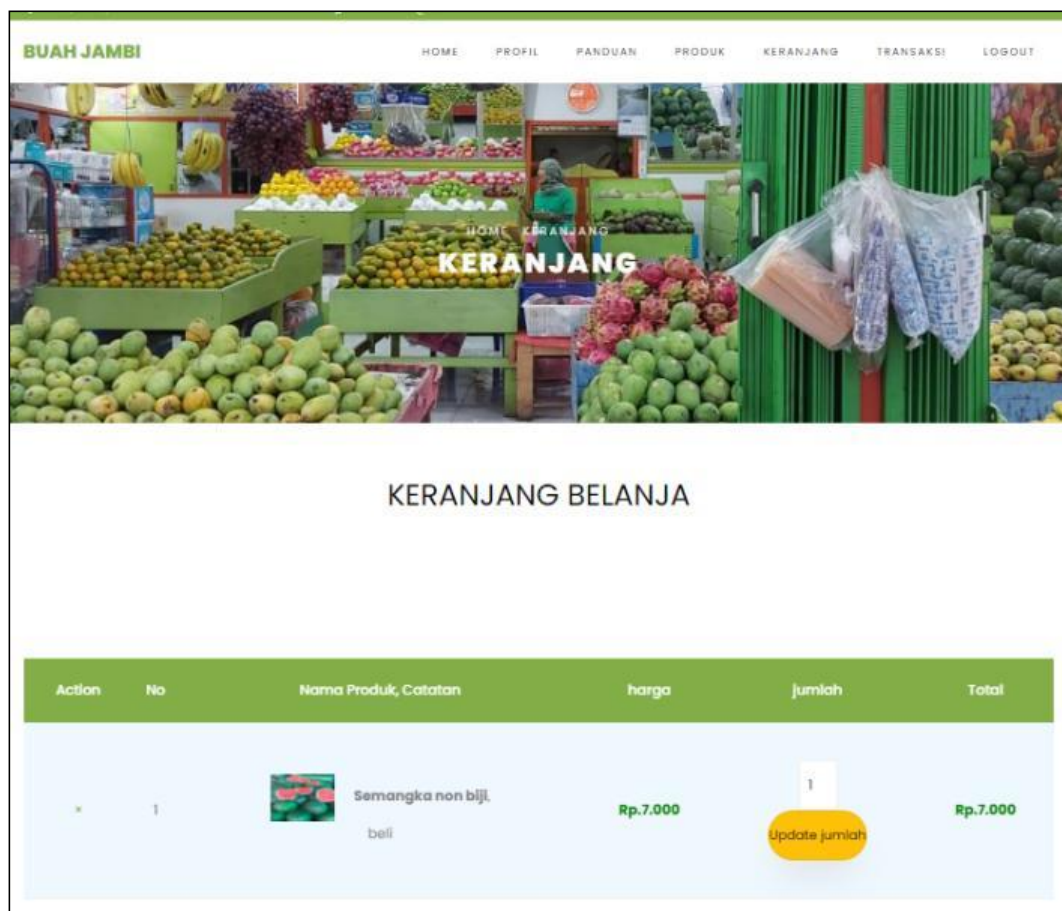 BUAH JAMBI
HOME PROFIL PANDUAN PRODUK KERANJANG TRANSAKSI LOGOUT
HOME KERANJANG
KERANJANG
KERANJANG BELANJA
Action No Nama Produk, Catatan harga jumlah Total
× 1 Semangka non biji, Rp.7.000 1 Rp.7.000
beli
Update jumlah